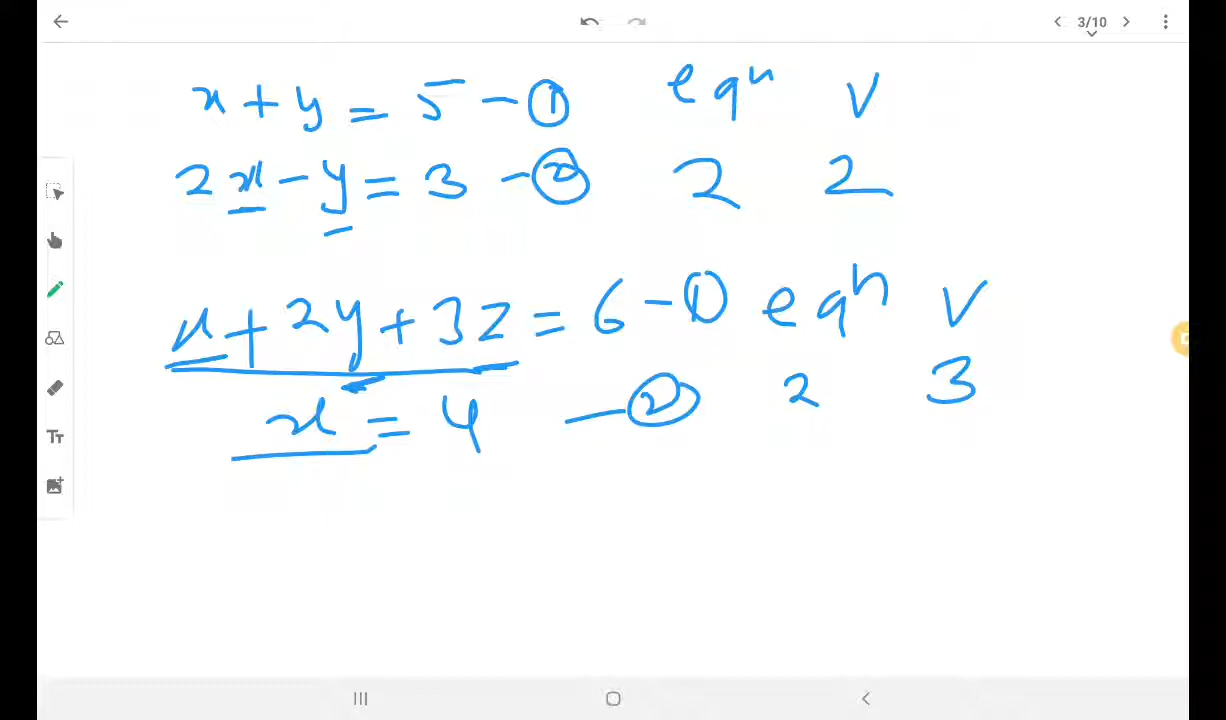 3/10
x + y = 5 - ① eqⁿ V
2x - y = 3 - ② 2 2
x + 2y + 3z = 6 - ① eqⁿ V
x = 4 - ② 2 3
TT